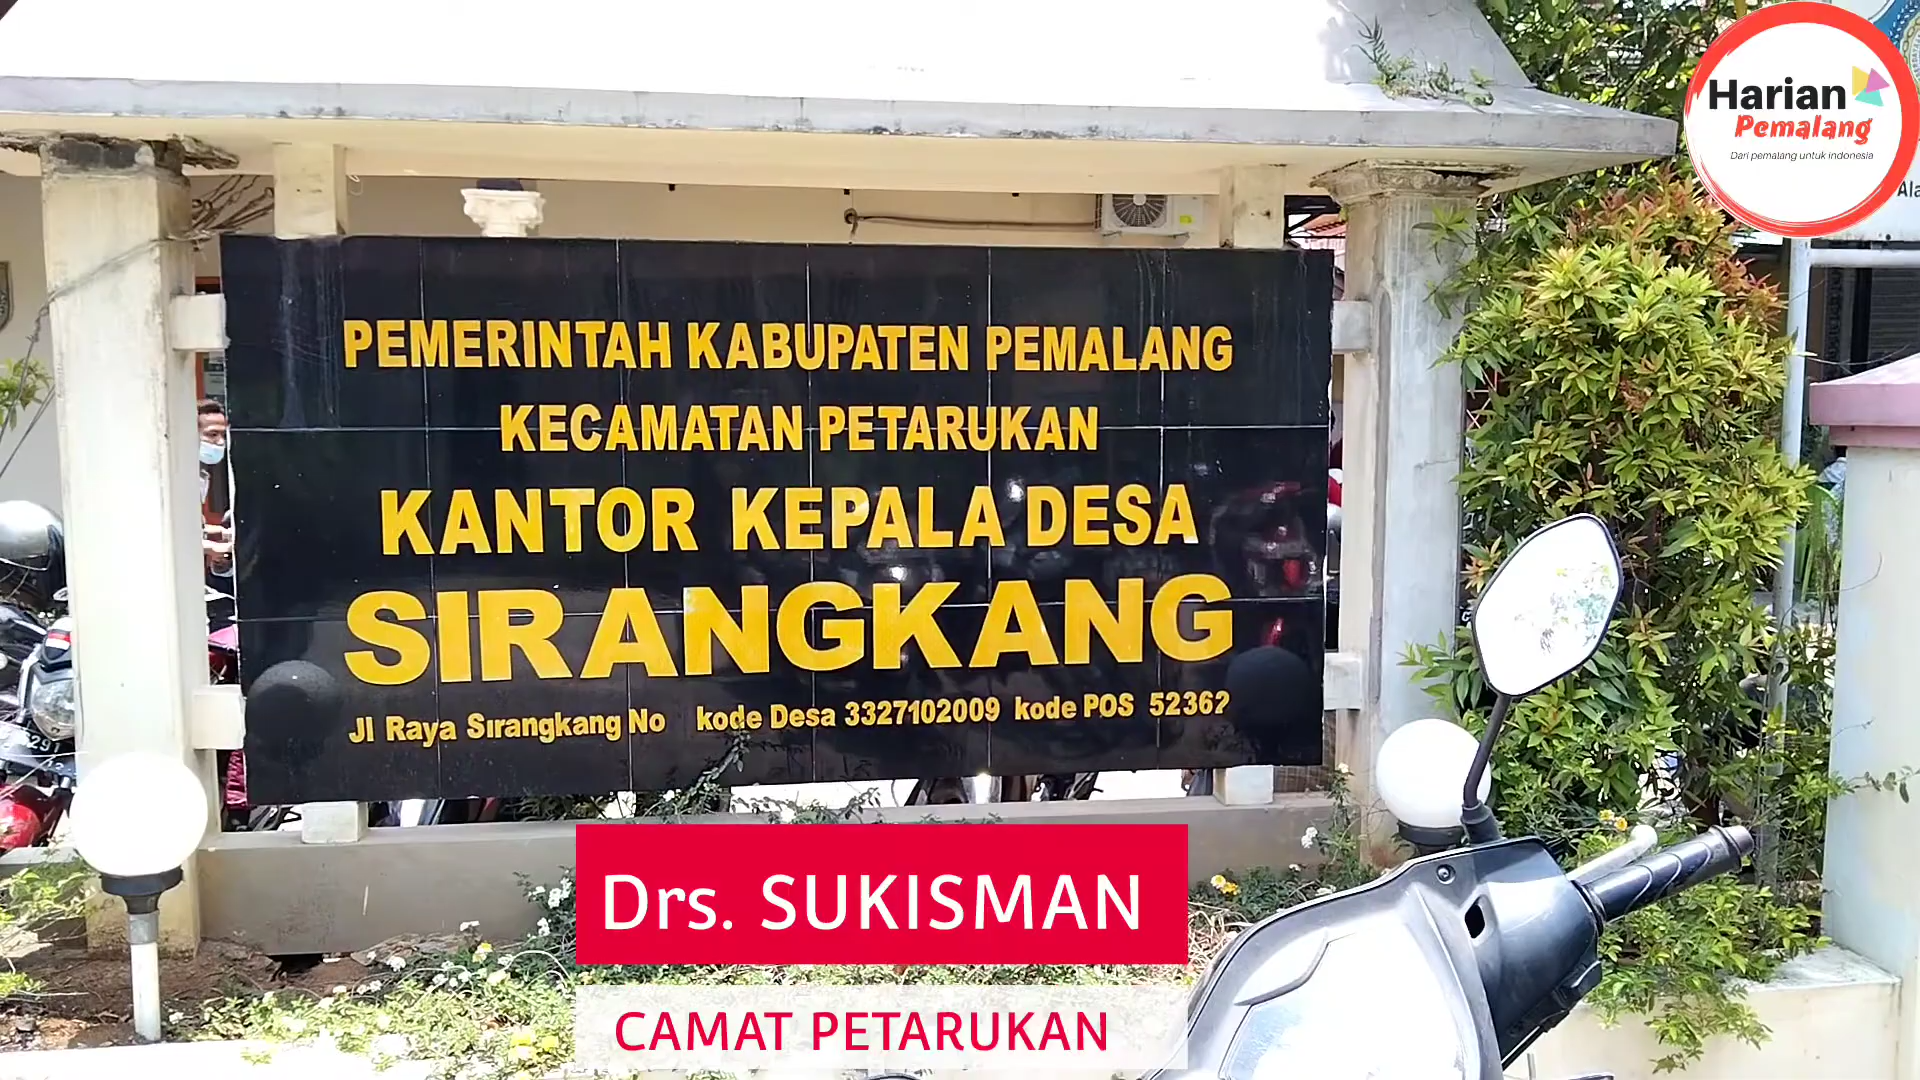 Harian
Pemalang
Dari pemalang untuk indonesia
Ala
PEMERINTAH KABUPATEN PEMALANG
KECAMATAN PETARUKAN
KANTOR KEPALA DESA
SIRANGKANG
Jl Raya Sirangkang No kode Desa 3327102009 kode POS 52362
Drs. SUKISMAN
CAMAT PETARUKAN